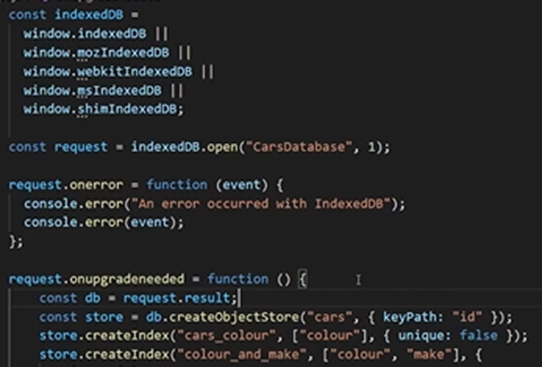 const indexedDB =
window.indexedDB ||
window.mozIndexedDB ||
window.webkitIndexedDB ||
window.msIndexedDB ||
window.shimIndexedDB;
const request = indexedDB.open("CarsDatabase", 1);
request.onerror = function (event) {
console.error("An error occurred with IndexedDB");
console.error(event);
};
request.onupgradeneeded = function () {
const db = request.result;
const store = db.createObjectStore("cars", { keyPath: "id" });
store.createIndex("cars_colour", ["colour"], { unique: false });
store.createIndex("colour_and_make", ["colour", "make"], {